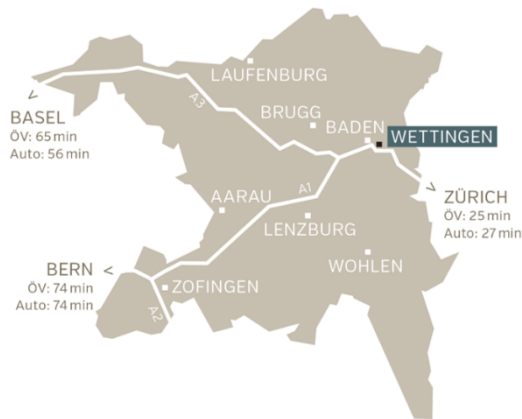 LAUFENBURG
A3
BASEL
ÖV: 65 min
Auto: 56 min
BRUGG
BADEN
WETTINGEN
ZÜRICH
ÖV: 25 min
Auto: 27 min
A1
AARAU
LENZBURG
WOHLEN
BERN
ÖV: 74 min
Auto: 74 min
ZOFINGEN
A2